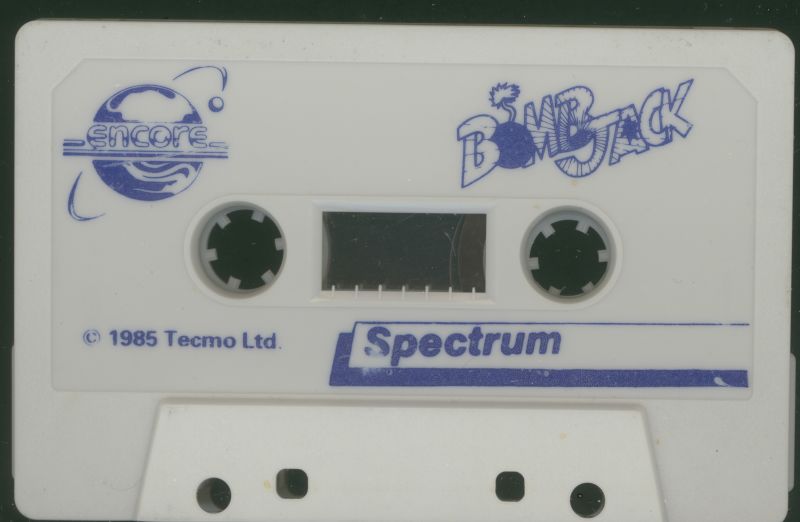 encore
BOMB JACK
© 1985 Tecmo Ltd.
Spectrum